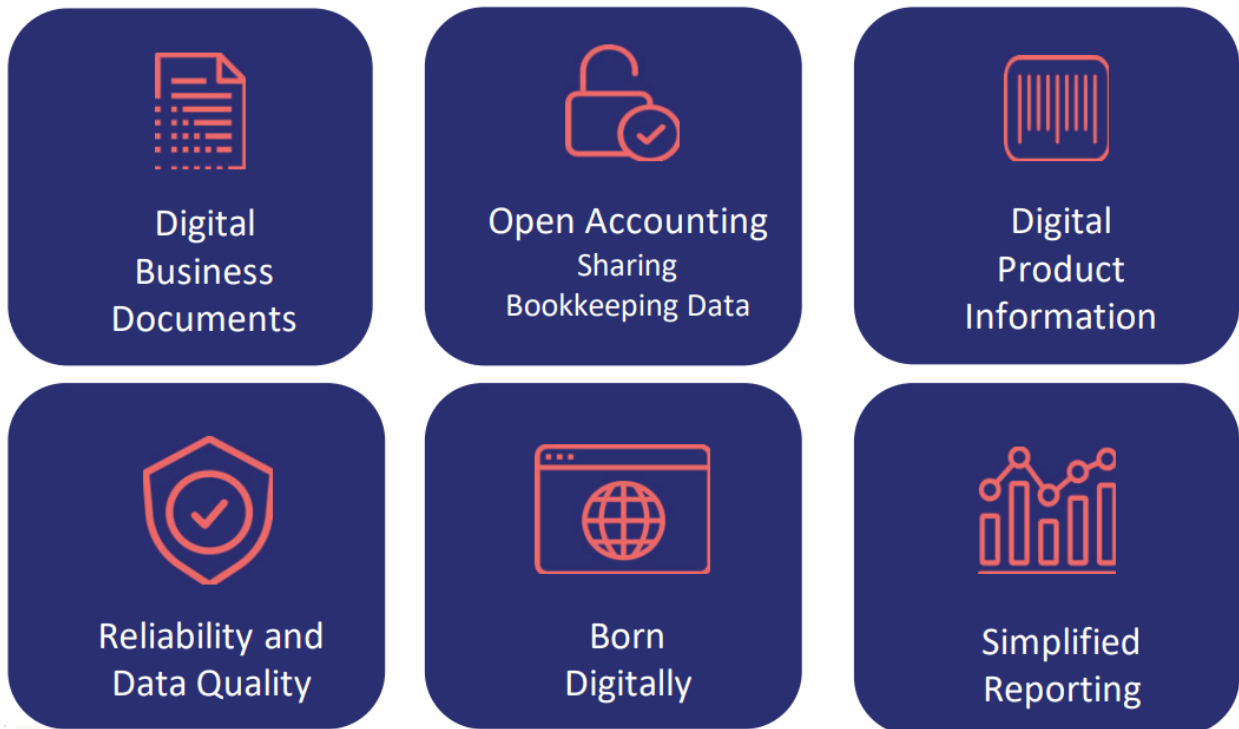 Digital
Business
Documents
Open Accounting
Sharing
Bookkeeping Data
Digital
Product
Information
Reliability and
Data Quality
Born
Digitally
Simplified
Reporting